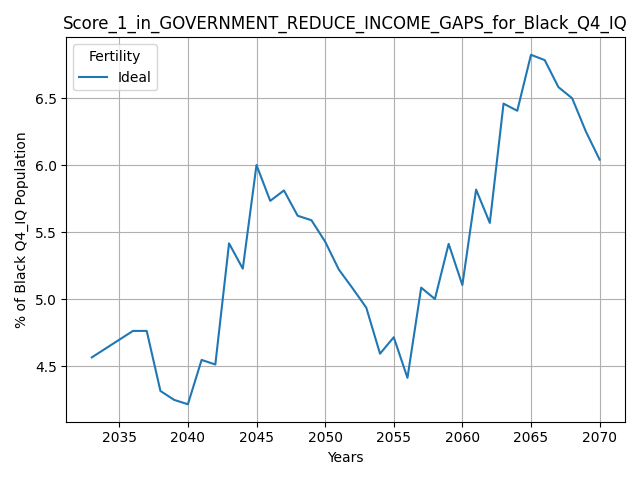 Score_1_in_GOVERNMENT_REDUCE_INCOME_GAPS_for_Black_Q4_IQ
Fertility
Ideal
% of Black Q4_IQ Population
6.5
6.0
5.5
5.0
4.5
2035 2040 2045 2050 2055 2060 2065 2070
Years